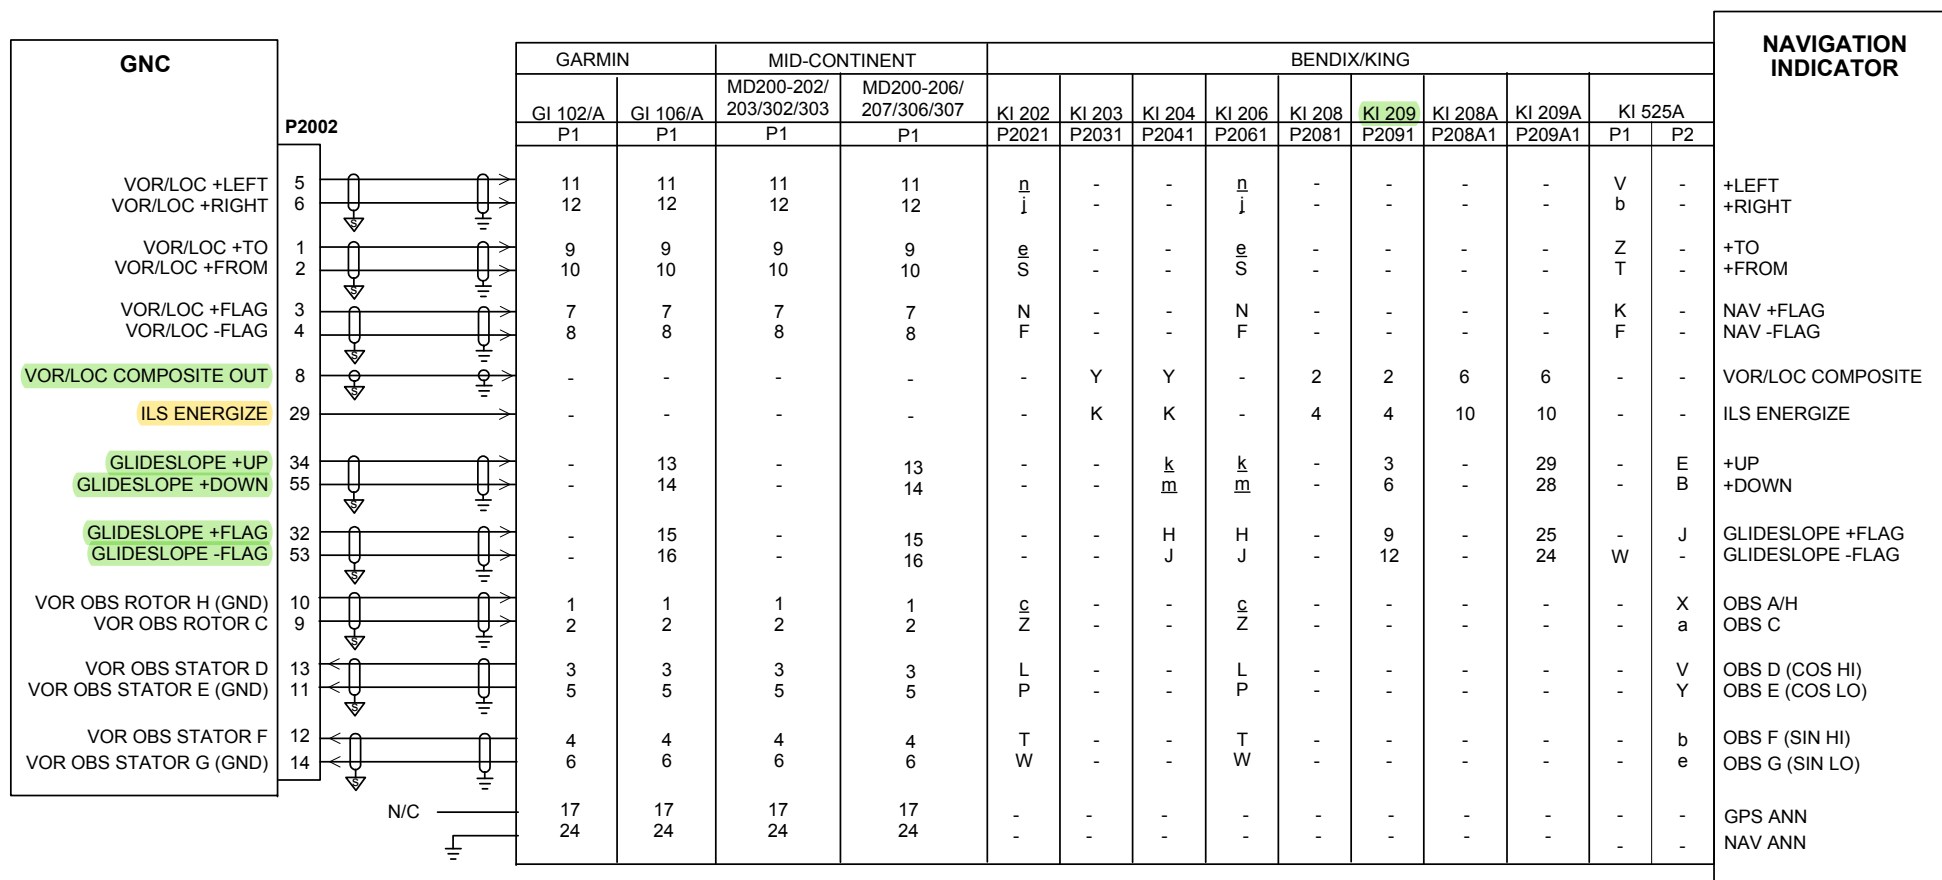 GNC
P2002
GARMIN MID-CONTINENT BENDIX/KING
NAVIGATION
INDICATOR
GI 102/A GI 106/A MD200-202/ MD200-206/ KI 202 KI 203 KI 204 KI 206 KI 208 KI 209 KI 208A KI 209A KI 525A
203/302/303 207/306/307
P1 P1 P1 P1 P2021 P2031 P2041 P2061 P2081 P2091 P208A1 P209A1 P1 P2
VOR/LOC +LEFT 5 11 11 11 11 n - - n - - - - V - +LEFT
VOR/LOC +RIGHT 6 S 12 12 12 12 j - - j - - - - b - +RIGHT
VOR/LOC +TO 1 9 9 9 9 e - - e - - - - Z - +TO
VOR/LOC +FROM 2 S 10 10 10 10 S - - S - - - - T - +FROM
VOR/LOC +FLAG 3 7 7 7 7 N - - N - - - - K - NAV +FLAG
VOR/LOC -FLAG 4 S 8 8 8 8 F - - F - - - - F - NAV -FLAG
VOR/LOC COMPOSITE OUT 8 S - - - - - Y Y - 2 2 6 6 - - VOR/LOC COMPOSITE
ILS ENERGIZE 29 - - - - - K K - 4 4 10 10 - - ILS ENERGIZE
GLIDESLOPE +UP 34 - 13 - 13 - - k k - 3 - 29 - E +UP
GLIDESLOPE +DOWN 55 S - 14 - 14 - - m m - 6 - 28 - B +DOWN
GLIDESLOPE +FLAG 32 - 15 - 15 - - H H - 9 - 25 - J GLIDESLOPE +FLAG
GLIDESLOPE -FLAG 53 S - 16 - 16 - - J J - 12 - 24 W - GLIDESLOPE -FLAG
VOR OBS ROTOR H (GND) 10 1 1 1 1 c - - c - - - - - X OBS A/H
VOR OBS ROTOR C 9 S 2 2 2 2 Z - - Z - - - - - a OBS C
VOR OBS STATOR D 13 3 3 3 3 L - - L - - - - - V OBS D (COS HI)
VOR OBS STATOR E (GND) 11 S 5 5 5 5 P - - P - - - - - Y OBS E (COS LO)
VOR OBS STATOR F 12 4 4 4 4 T - - T - - - - - b OBS F (SIN HI)
VOR OBS STATOR G (GND) 14 S 6 6 6 6 W - - W - - - - - e OBS G (SIN LO)
N/C 17 17 17 17 - - - - - - - - - - GPS ANN
24 24 24 24 - - - - - - - - - - NAV ANN